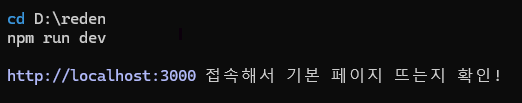 cd D:\reden
npm run dev
http://localhost:3000 접속해서 기본 페이지 뜨는지 확인!